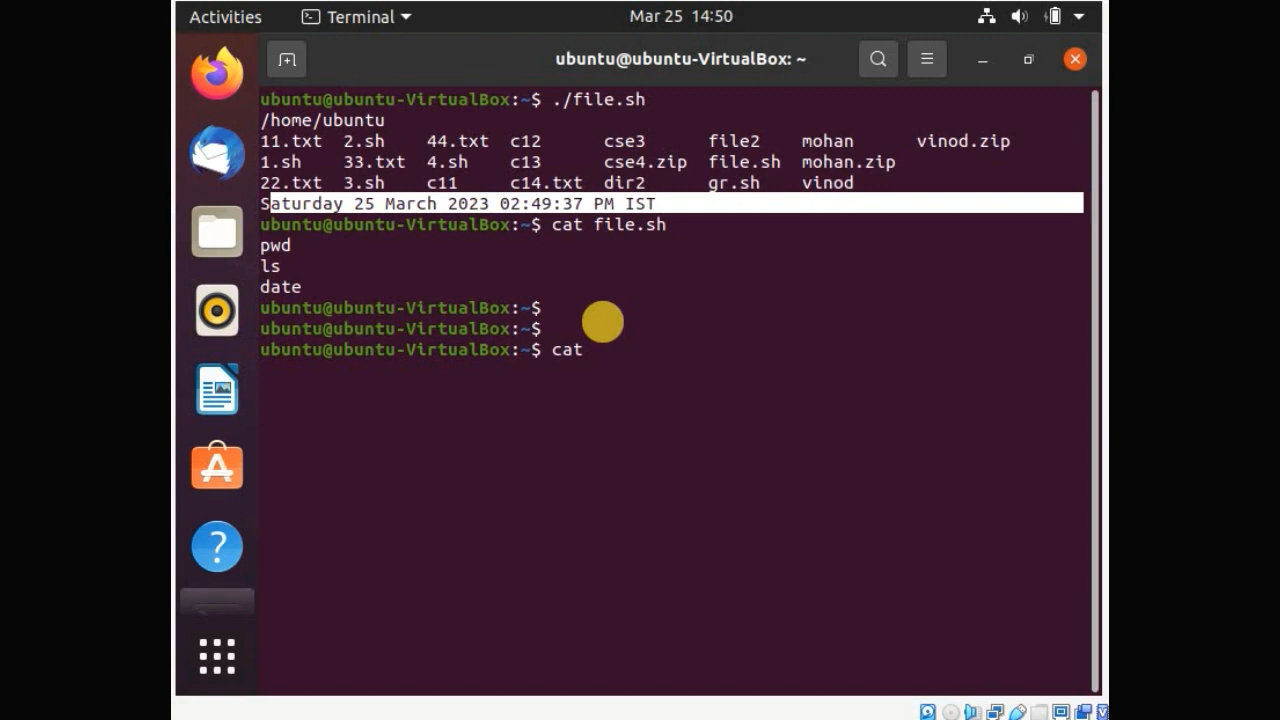 Activities Terminal Mar 25 14:50
ubuntu@ubuntu-VirtualBox: ~
ubuntu@ubuntu-VirtualBox:~$ ./file.sh
/home/ubuntu
11.txt 2.sh 44.txt c12 cse3 file2 mohan vinod.zip
1.sh 33.txt 4.sh c13 cse4.zip file.sh mohan.zip
22.txt 3.sh c11 c14.txt dir2 gr.sh vinod
Saturday 25 March 2023 02:49:37 PM IST
ubuntu@ubuntu-VirtualBox:~$ cat file.sh
pwd
ls
date
ubuntu@ubuntu-VirtualBox:~$
ubuntu@ubuntu-VirtualBox:~$
ubuntu@ubuntu-VirtualBox:~$ cat